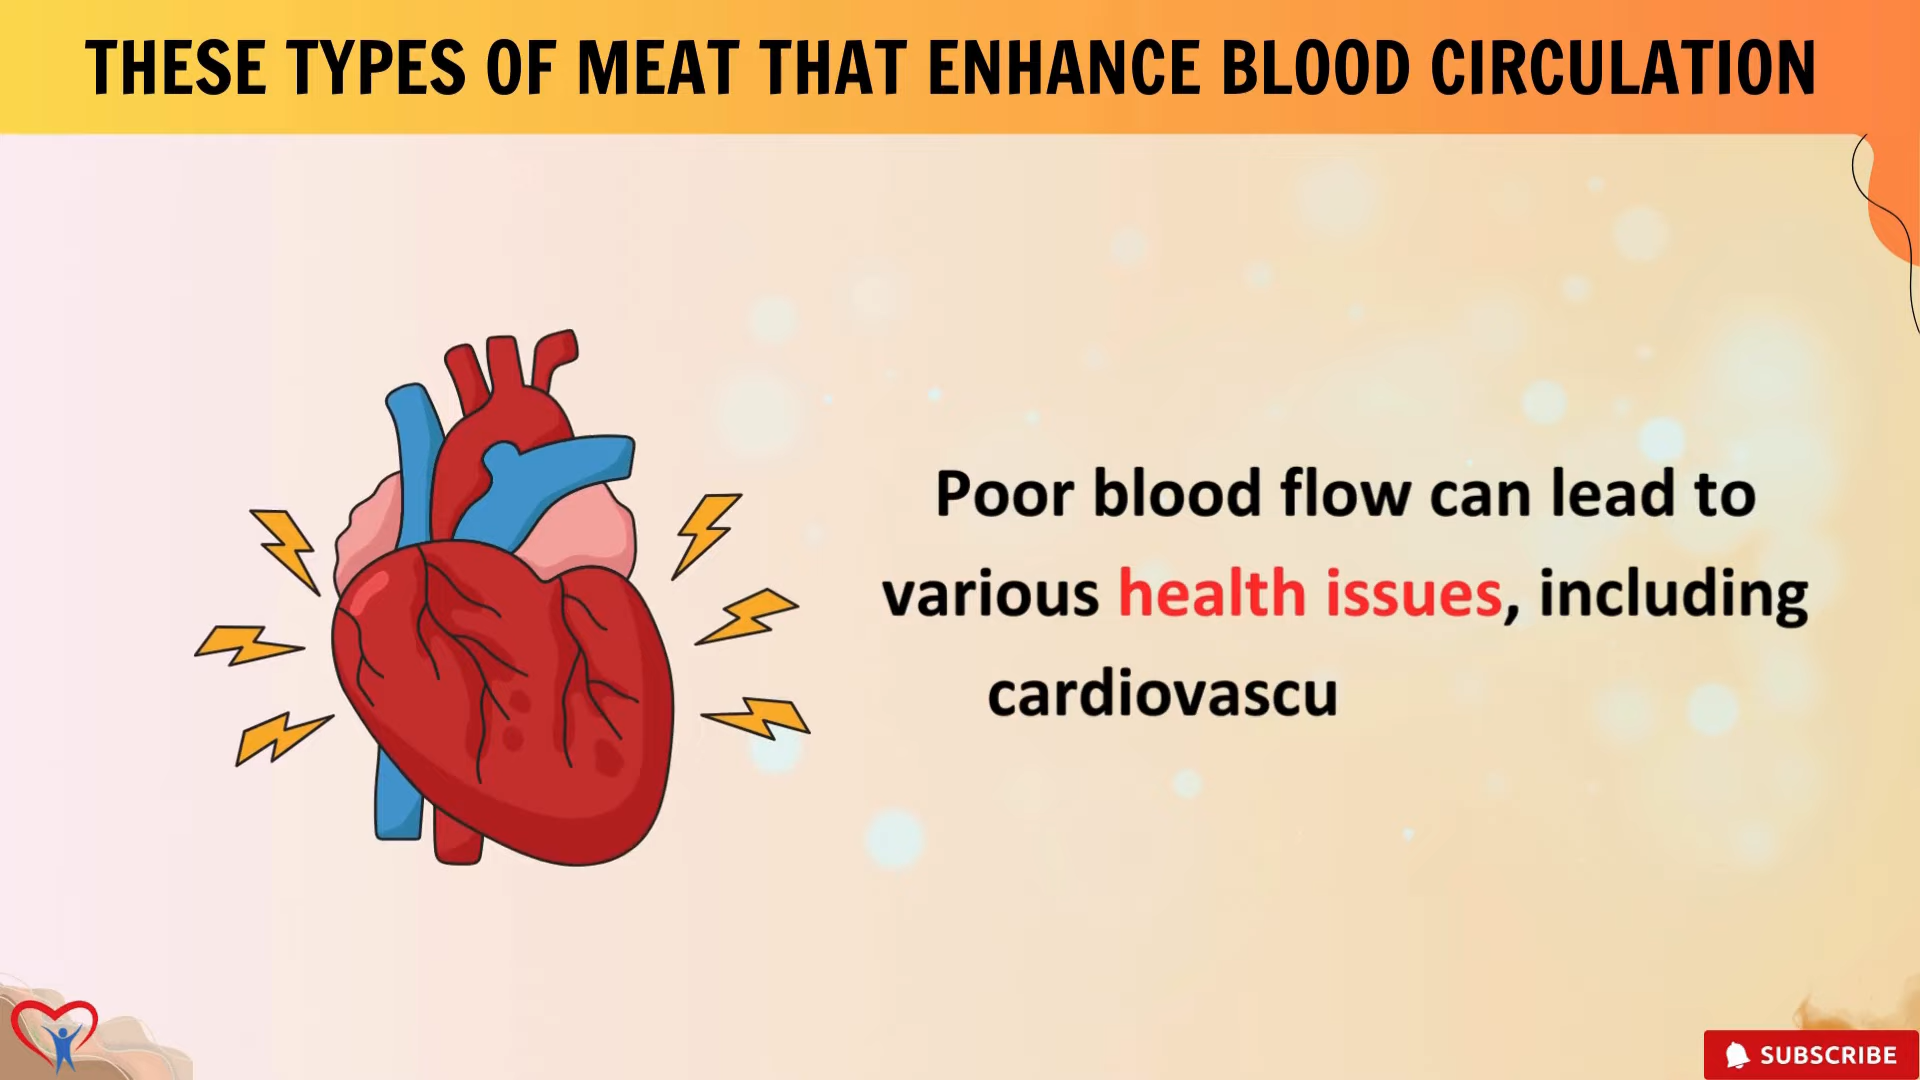 THESE TYPES OF MEAT THAT ENHANCE BLOOD CIRCULATION
Poor blood flow can lead to
various health issues, including
cardiovascu
SUBSCRIBE